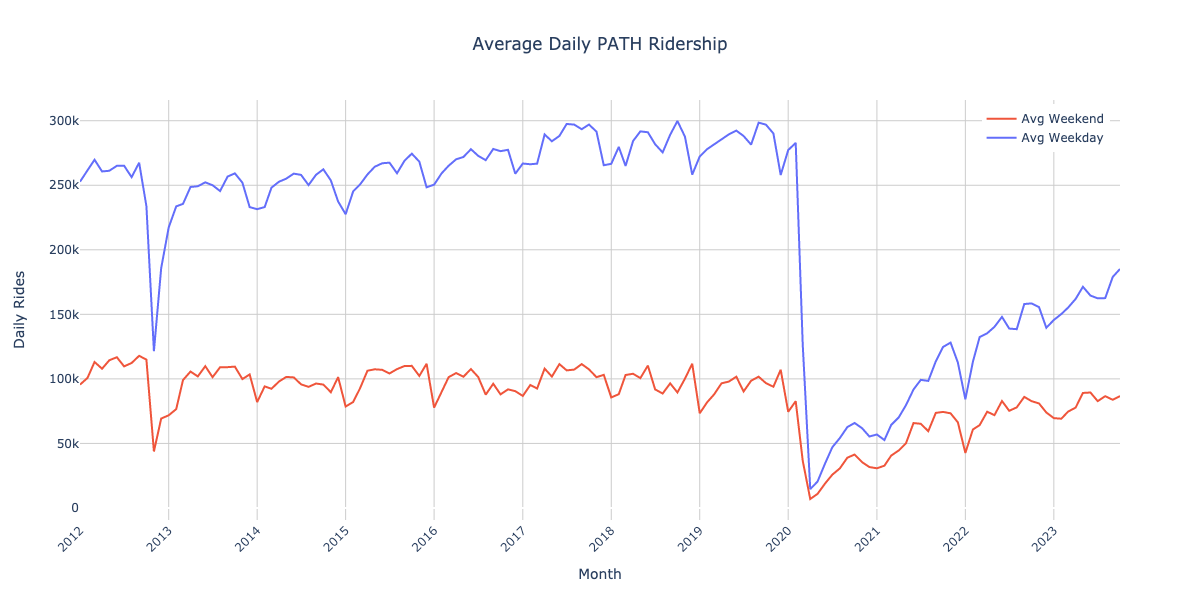 Average Daily PATH Ridership
Avg Weekend
Avg Weekday
300k
250k
200k
150k
100k
50k
0
Daily Rides
2012
2013
2014
2015
2016
2017
2018
2019
2020
2021
2022
2023
Month